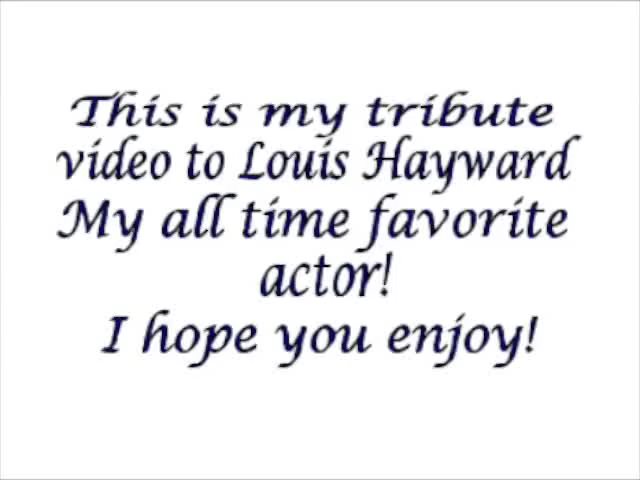 This is my tribute
video to Louis Hayward
My all time favorite
actor!
I hope you enjoy!